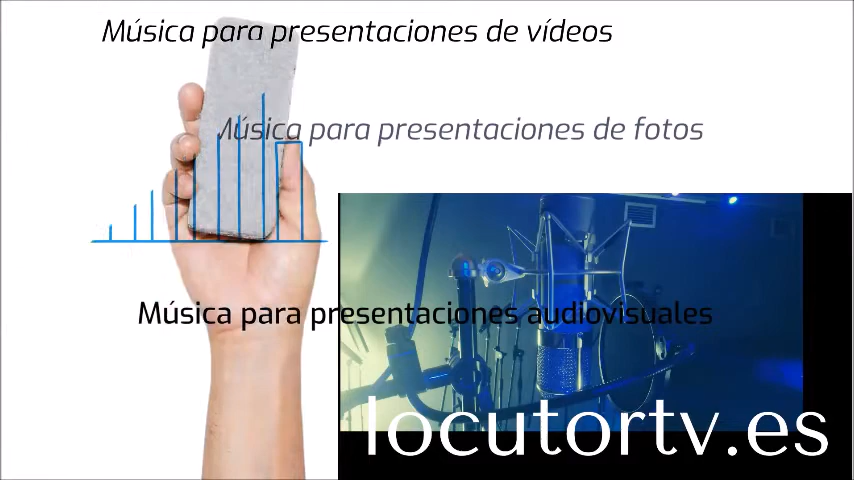 Música para presentaciones de vídeos
Música para presentaciones de fotos
Música para presentaciones audiovisuales
locutortv.es